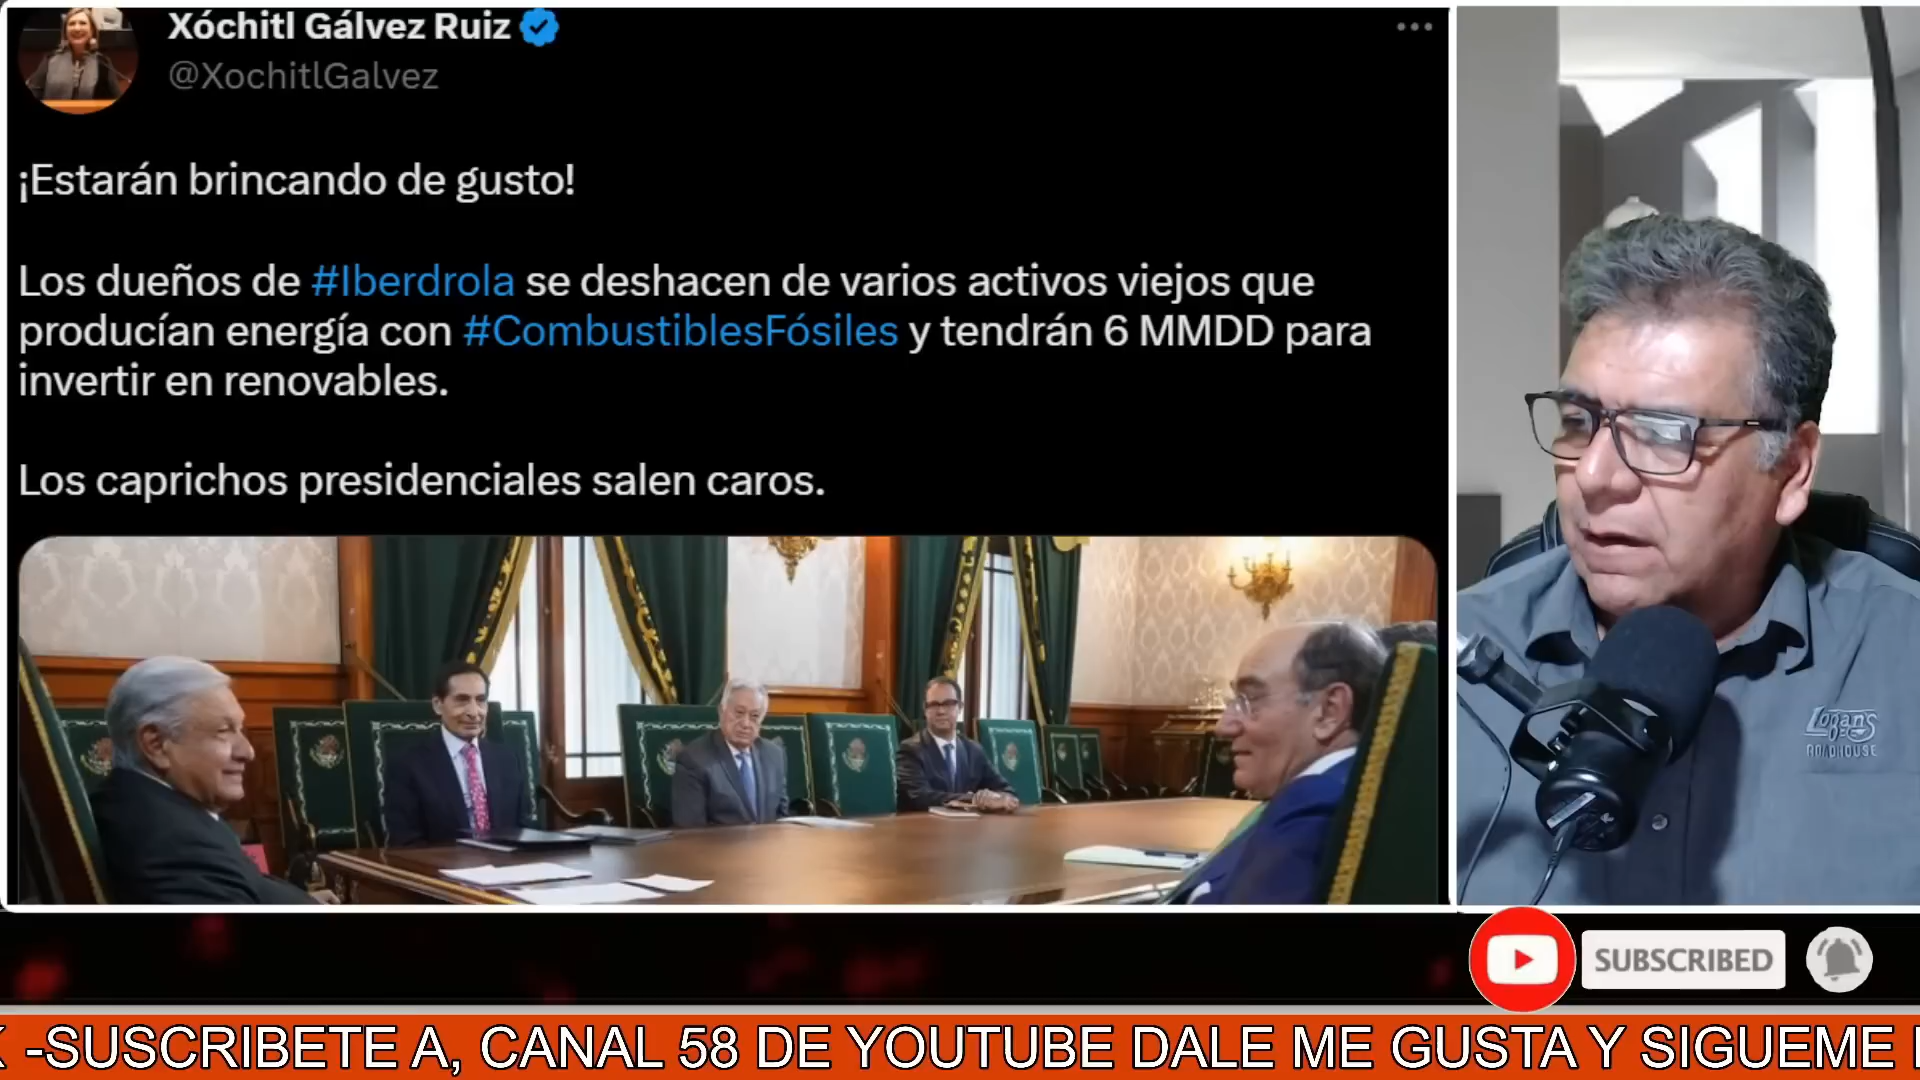 Xóchitl Gálvez Ruiz
@XochitlGalvez
¡Estarán brincando de gusto!
Los dueños de #Iberdrola se deshacen de varios activos viejos que
producían energía con #CombustiblesFósiles y tendrán 6 MMDD para
invertir en renovables.
Los caprichos presidenciales salen caros.
Logan's
ROADHOUSE
SUBSCRIBED
-SUSCRIBETE A, CANAL 58 DE YOUTUBE DALE ME GUSTA Y SIGUEME